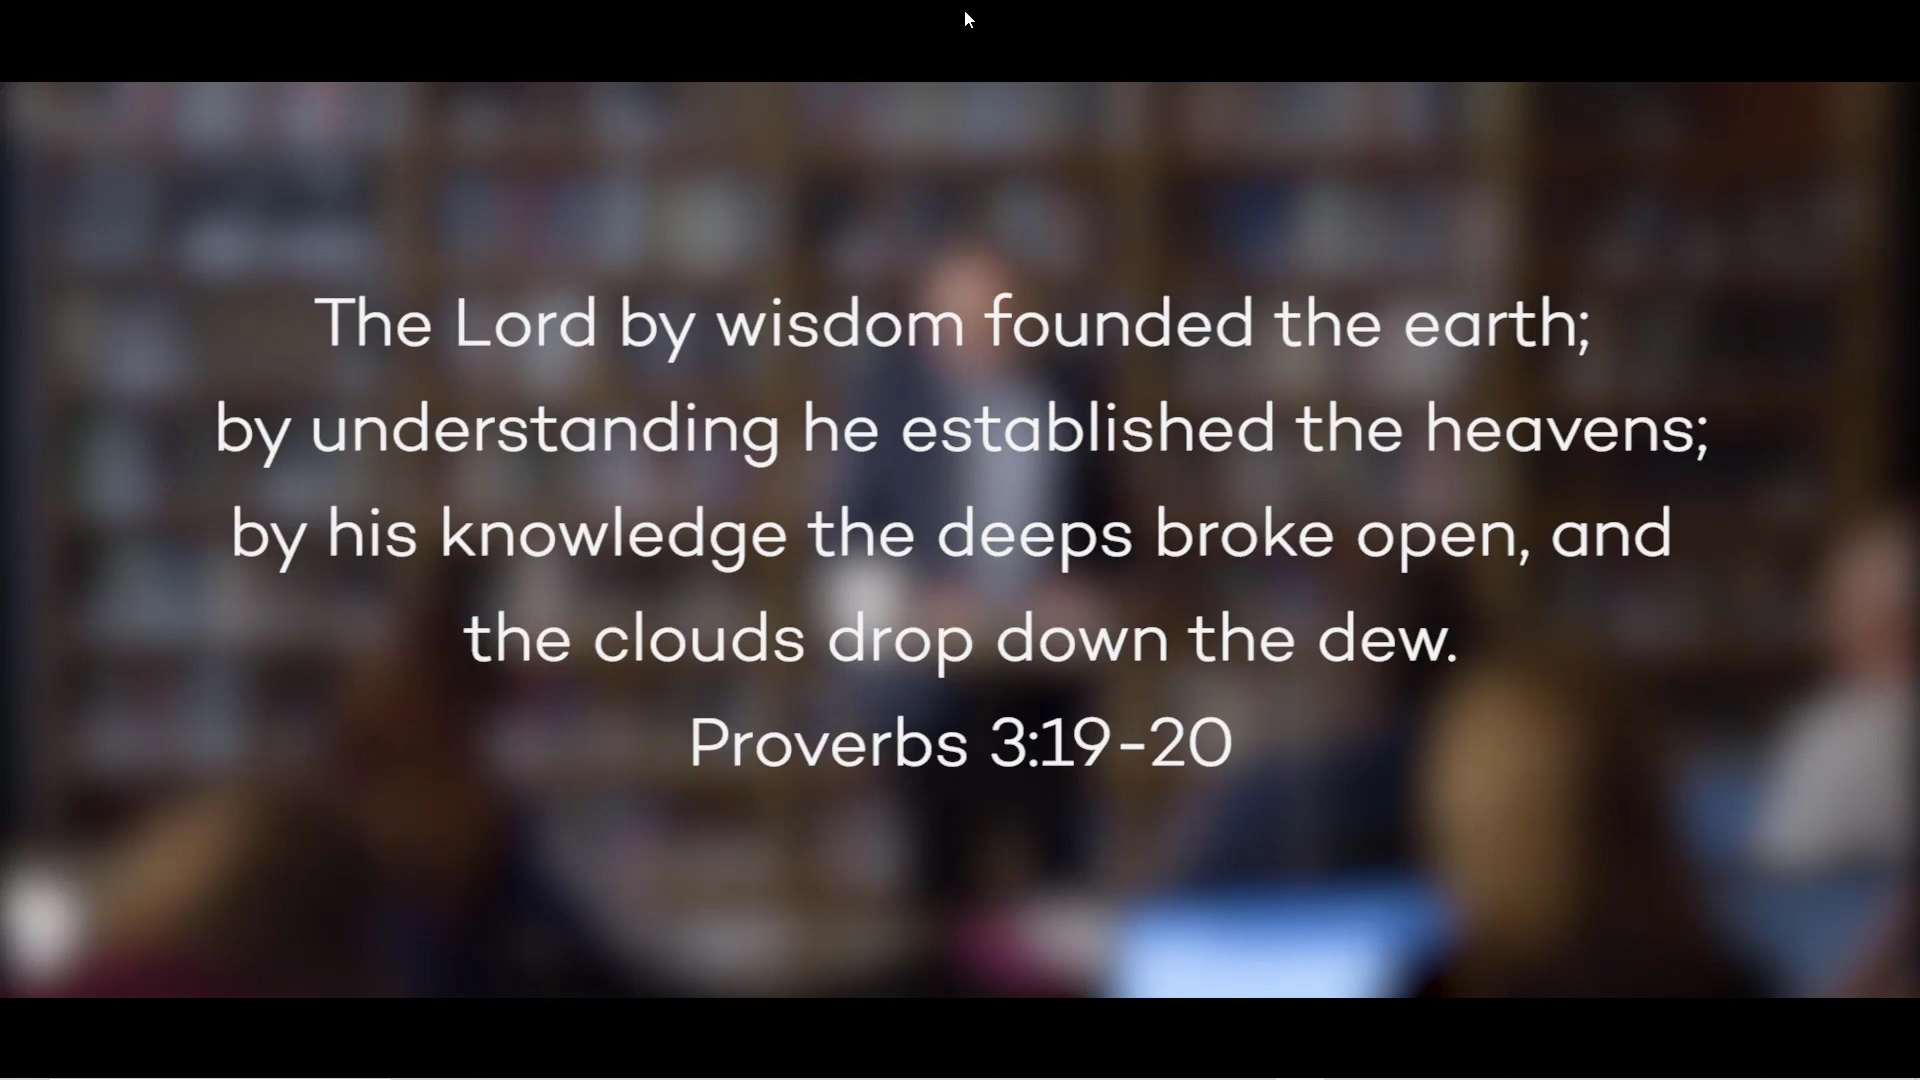 The Lord by wisdom founded the earth;
by understanding he established the heavens;
by his knowledge the deeps broke open, and
the clouds drop down the dew.
Proverbs 3:19-20